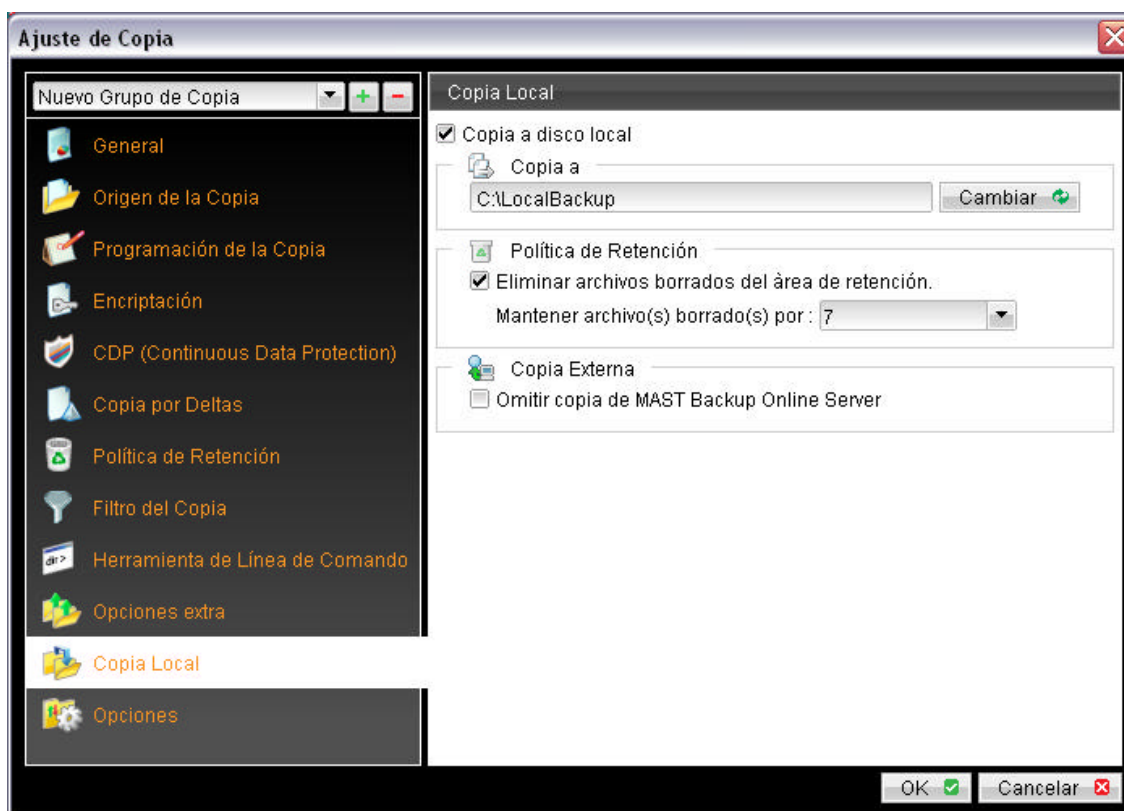 Ajuste de Copia
Nuevo Grupo de Copia
General
Origen de la Copia
Programación de la Copia
Encriptación
CDP (Continuous Data Protection)
Copia por Deltas
Política de Retención
Filtro del Copia
dir>
Herramienta de Línea de Comando
Opciones extra
Copia Local
Opciones
Copia Local
Copia a disco local
Copia a
C:\LocalBackup
Cambiar
Política de Retención
Eliminar archivos borrados del àrea de retención.
Mantener archivo(s) borrado(s) por : 7
Copia Externa
Omitir copia de MAST Backup Online Server
OK
Cancelar